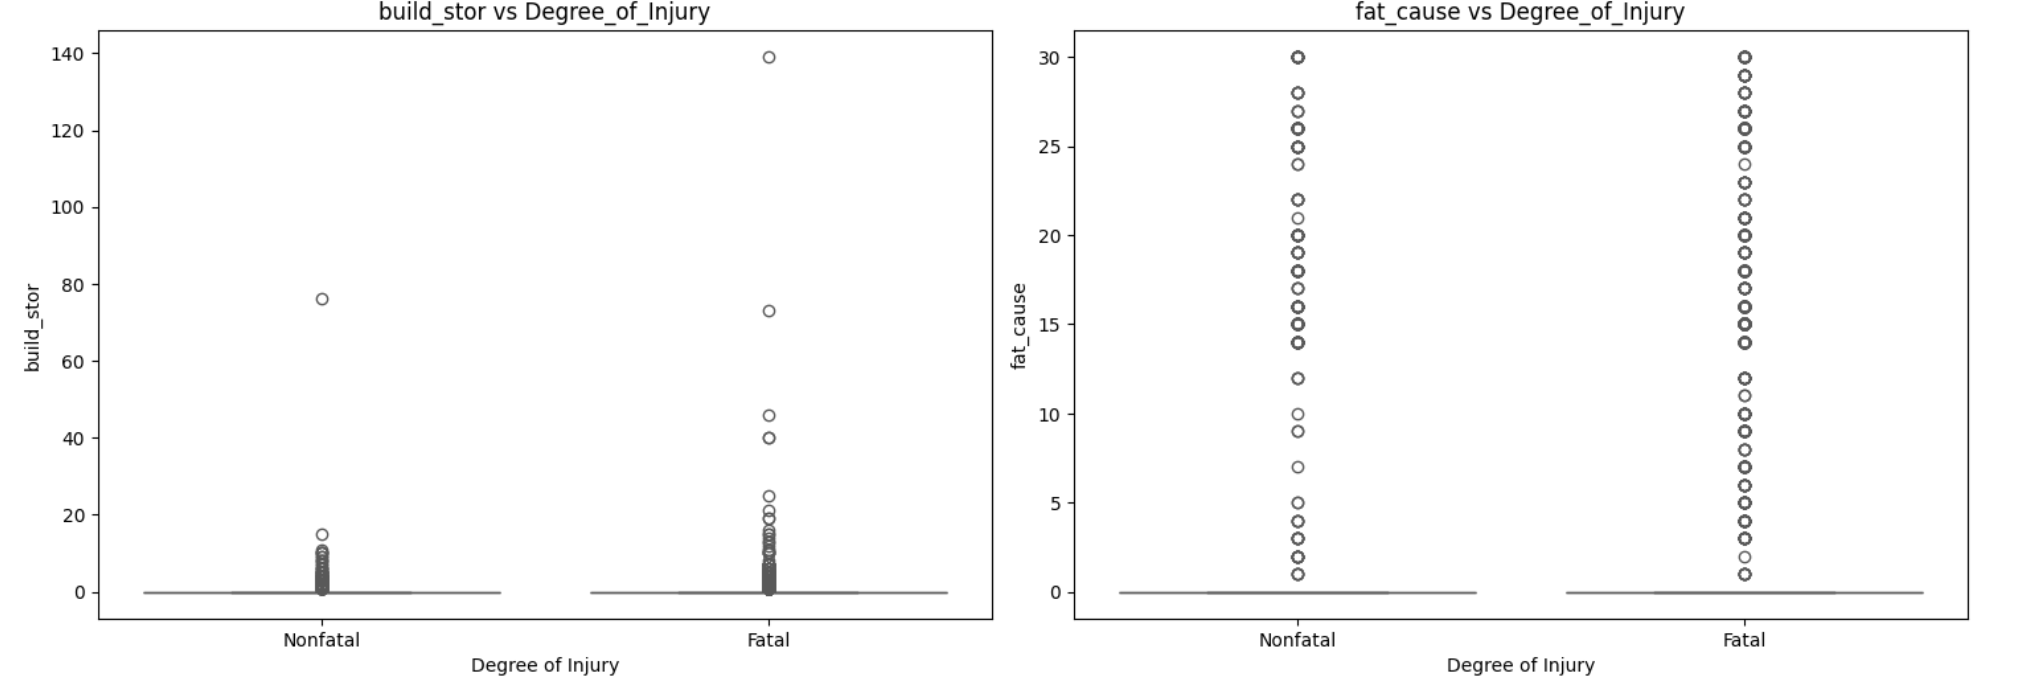 build_stor vs Degree_of_Injury
140
120
100
80
60
40
20
0
build_stor
Nonfatal
Fatal
Degree of Injury
fat_cause vs Degree_of_Injury
30
25
20
15
10
5
0
fat_cause
Nonfatal
Fatal
Degree of Injury